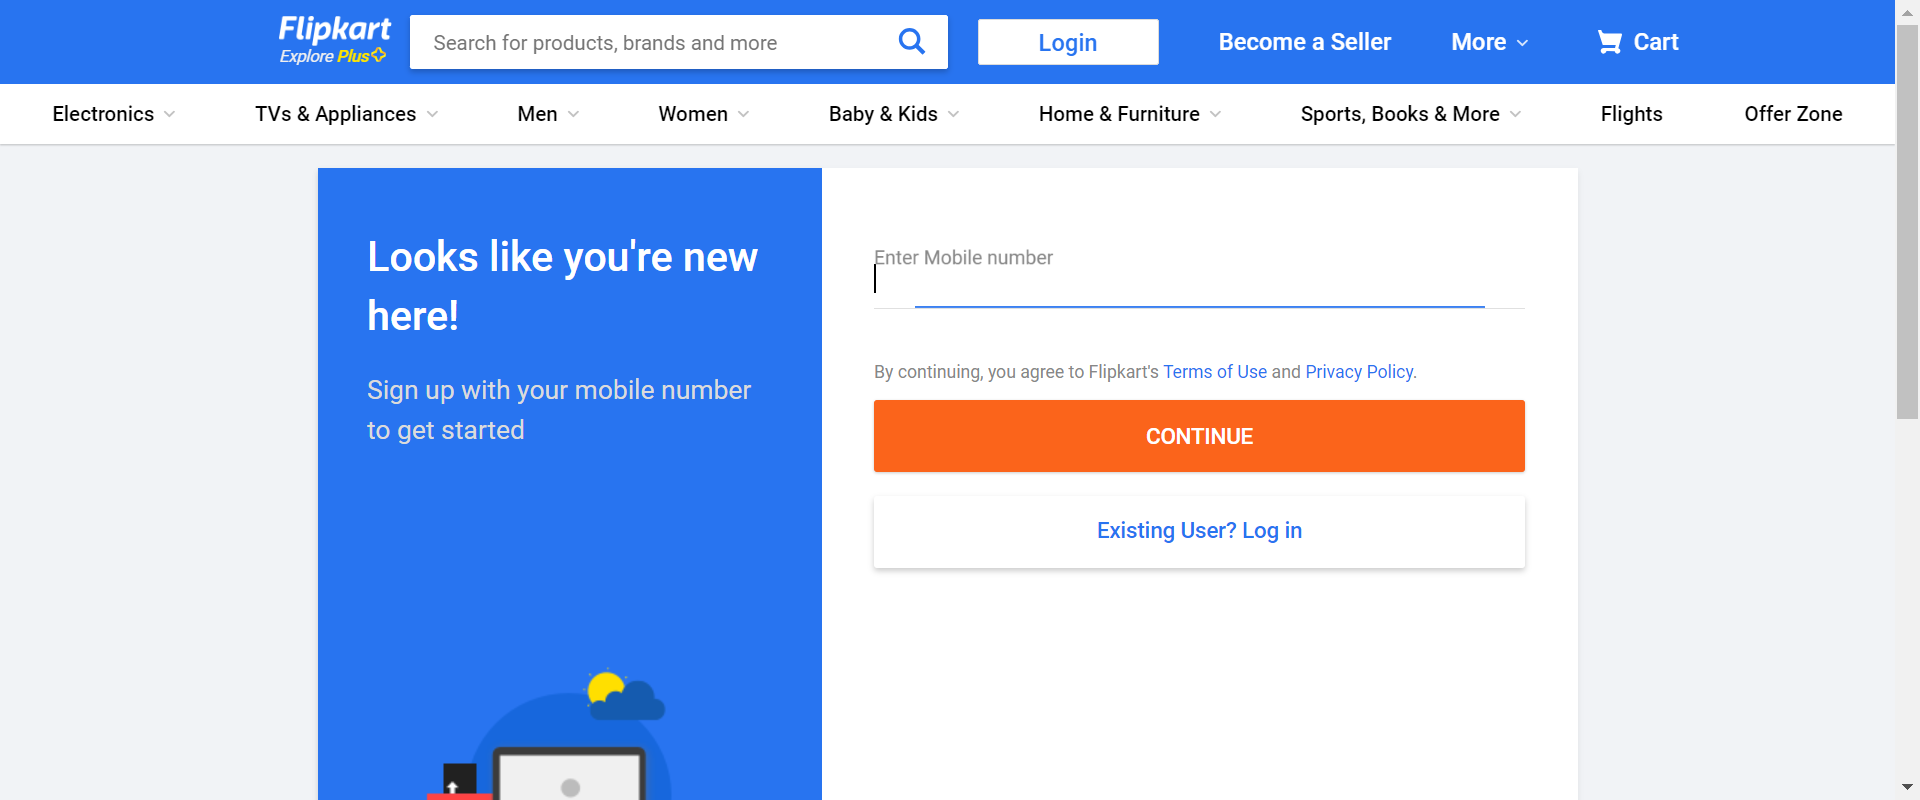 Flipkart
Explore Plus
Search for products, brands and more
Login
Become a Seller
More
Cart
Electronics
TVs & Appliances
Men
Women
Baby & Kids
Home & Furniture
Sports, Books & More
Flights
Offer Zone
Looks like you're new
here!
Sign up with your mobile number
to get started
Enter Mobile number
By continuing, you agree to Flipkart's Terms of Use and Privacy Policy.
CONTINUE
Existing User? Log in